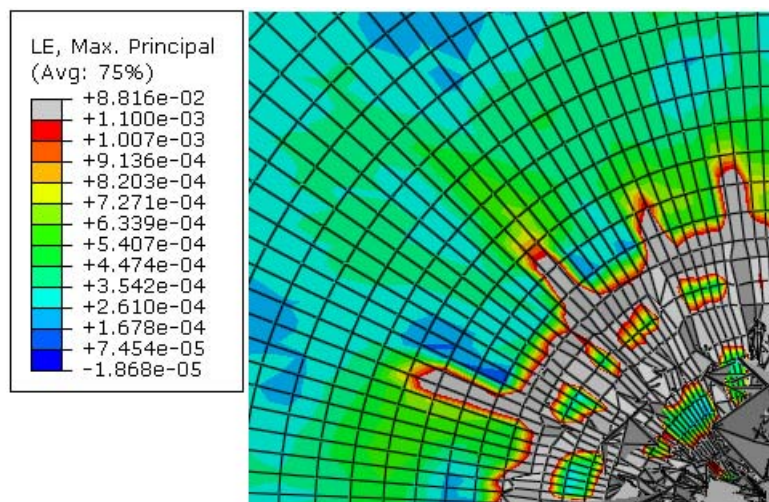 LE, Max. Principal
(Avg: 75%)
+8.816e-02
+1.100e-03
+1.007e-03
+9.136e-04
+8.203e-04
+7.271e-04
+6.339e-04
+5.407e-04
+4.474e-04
+3.542e-04
+2.610e-04
+1.678e-04
+7.454e-05
-1.868e-05